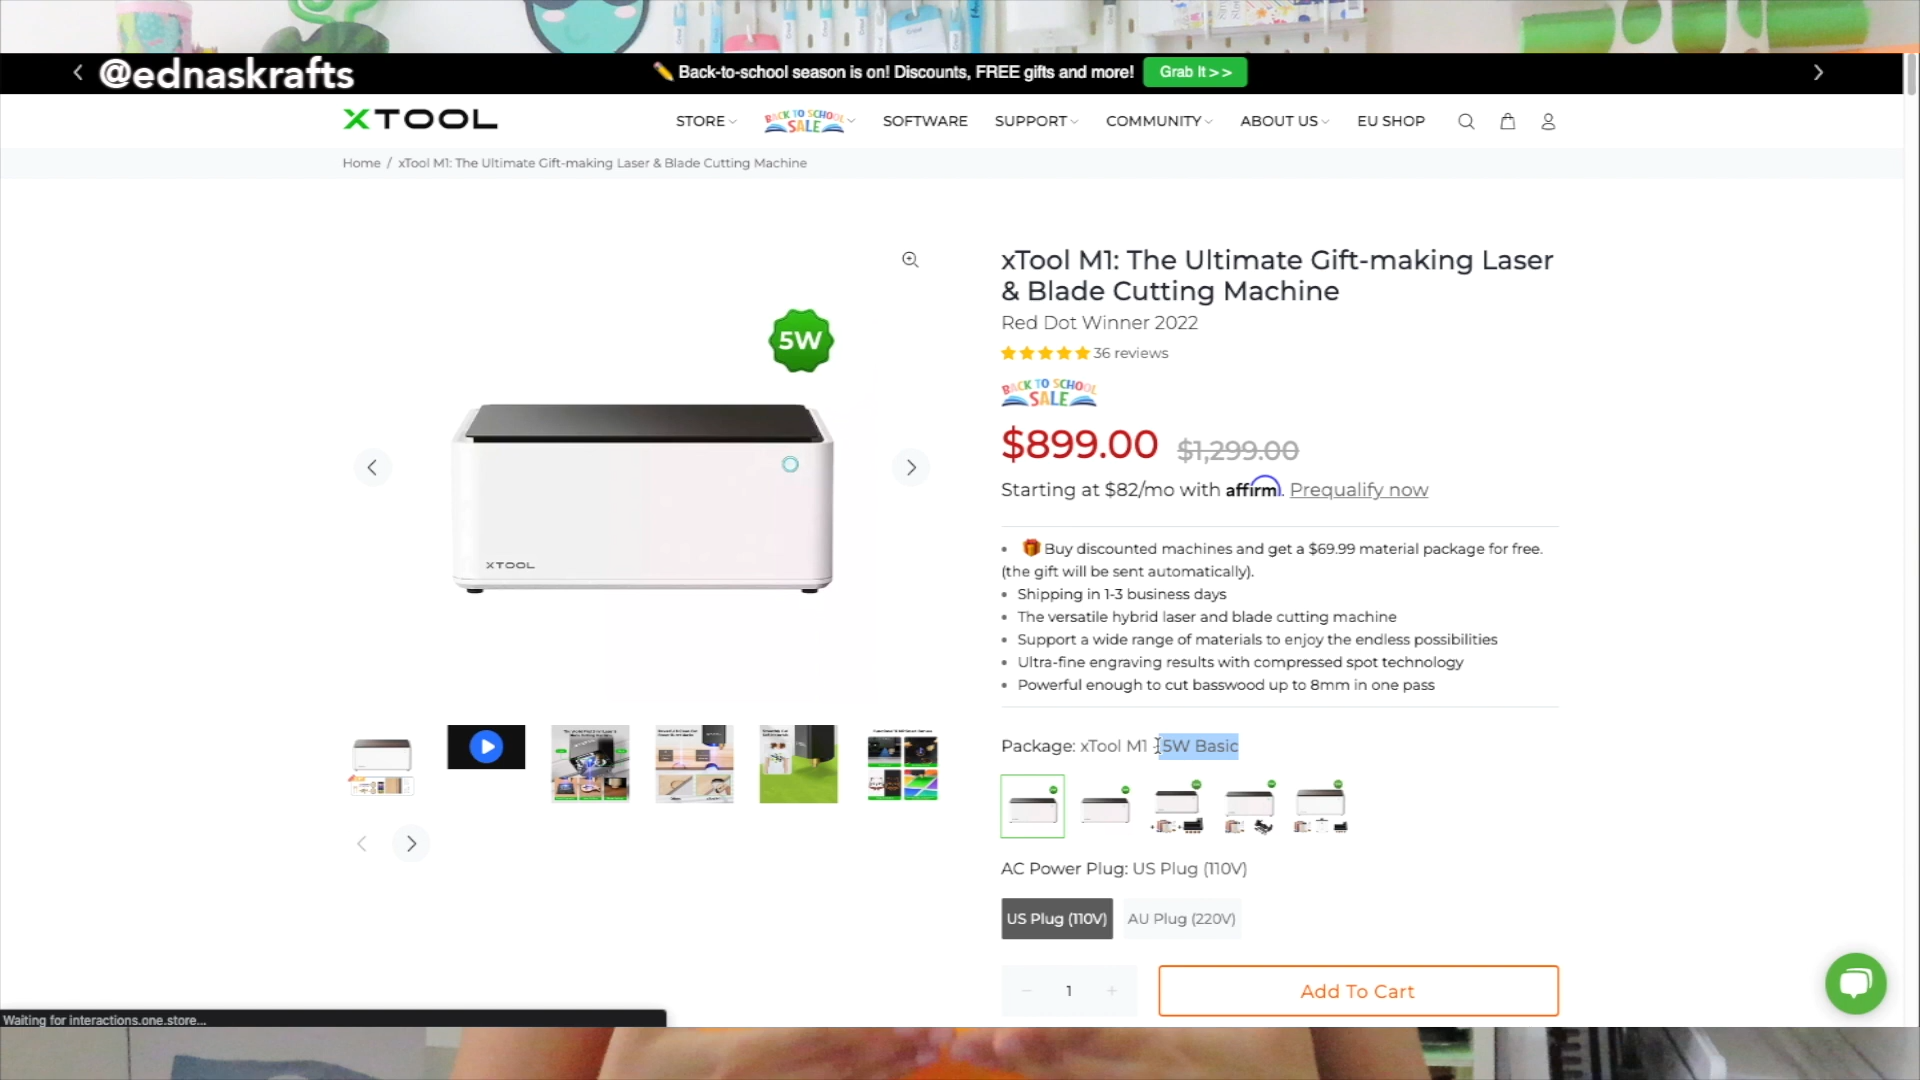 @ednaskrafts
✏️ Back-to-school season is on! Discounts, FREE gifts and more!
Grab It >>
XTOOL
STORE
BACK TO SCHOOL
SALE
SOFTWARE
SUPPORT
COMMUNITY
ABOUT US
EU SHOP
Home / xTool M1: The Ultimate Gift-making Laser & Blade Cutting Machine
5W
XTOOL
xTool M1: The Ultimate Gift-making Laser
& Blade Cutting Machine
Red Dot Winner 2022
36 reviews
BACK TO SCHOOL
SALE
$899.00 $1,299.00
Starting at $82/mo with affirm. Prequalify now
• 🎁Buy discounted machines and get a $69.99 material package for free.
(the gift will be sent automatically).
• Shipping in 1-3 business days
• The versatile hybrid laser and blade cutting machine
• Support a wide range of materials to enjoy the endless possibilities
• Ultra-fine engraving results with compressed spot technology
• Powerful enough to cut basswood up to 8mm in one pass
Package: xTool M1 - 5W Basic
AC Power Plug: US Plug (110V)
US Plug (110V)
AU Plug (220V)
− 1 +
Add To Cart
Waiting for interactions.one.store...